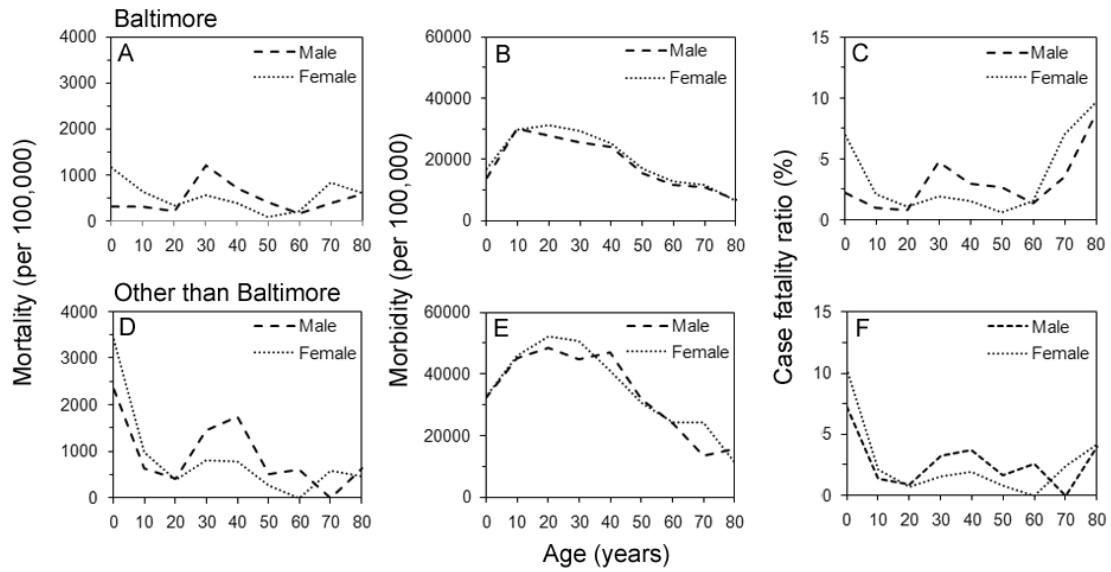 Baltimore
Mortality (per 100,000)
A
Male
Female
4000
3000
2000
1000
0
0 10 20 30 40 50 60 70 80
Morbidity (per 100,000)
B
Male
Female
60000
40000
20000
0
0 10 20 30 40 50 60 70 80
Case fatality ratio (%)
C
Male
Female
15
10
5
0
0 10 20 30 40 50 60 70 80
Other than Baltimore
D
Male
Female
4000
3000
2000
1000
0
0 10 20 30 40 50 60 70 80
E
Male
Female
60000
40000
20000
0
0 10 20 30 40 50 60 70 80
F
Male
Female
15
10
5
0
0 10 20 30 40 50 60 70 80
Age (years)